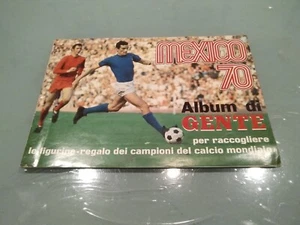 mexico
70
Album di
GENTE
per raccogliere
le figurine-regalo dei campioni del calcio mondiale